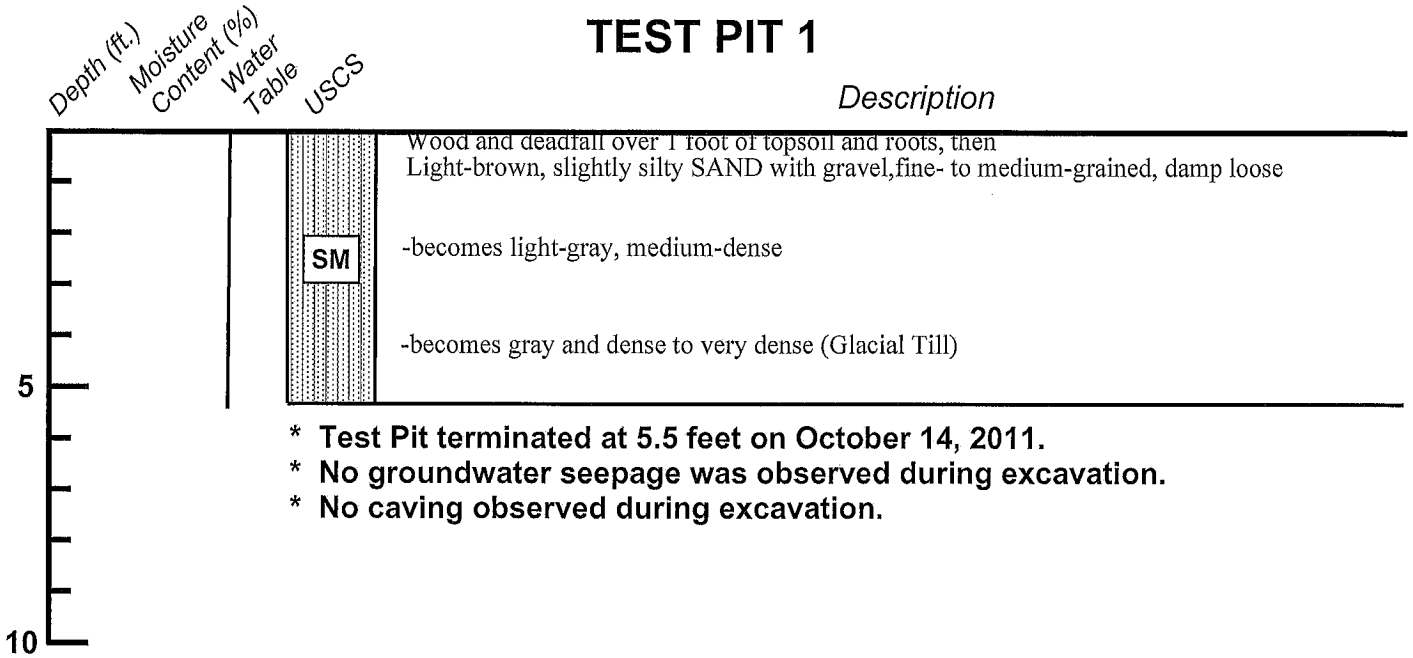 TEST PIT 1
Depth (ft.)
Moisture
Content (%)
Water
Table
USCS
Description
Wood and deadfall over 1 foot of topsoil and roots, then
Light-brown, slightly silty SAND with gravel,fine- to medium-grained, damp loose
-becomes light-gray, medium-dense
SM
-becomes gray and dense to very dense (Glacial Till)
5
* Test Pit terminated at 5.5 feet on October 14, 2011.
* No groundwater seepage was observed during excavation.
* No caving observed during excavation.
10